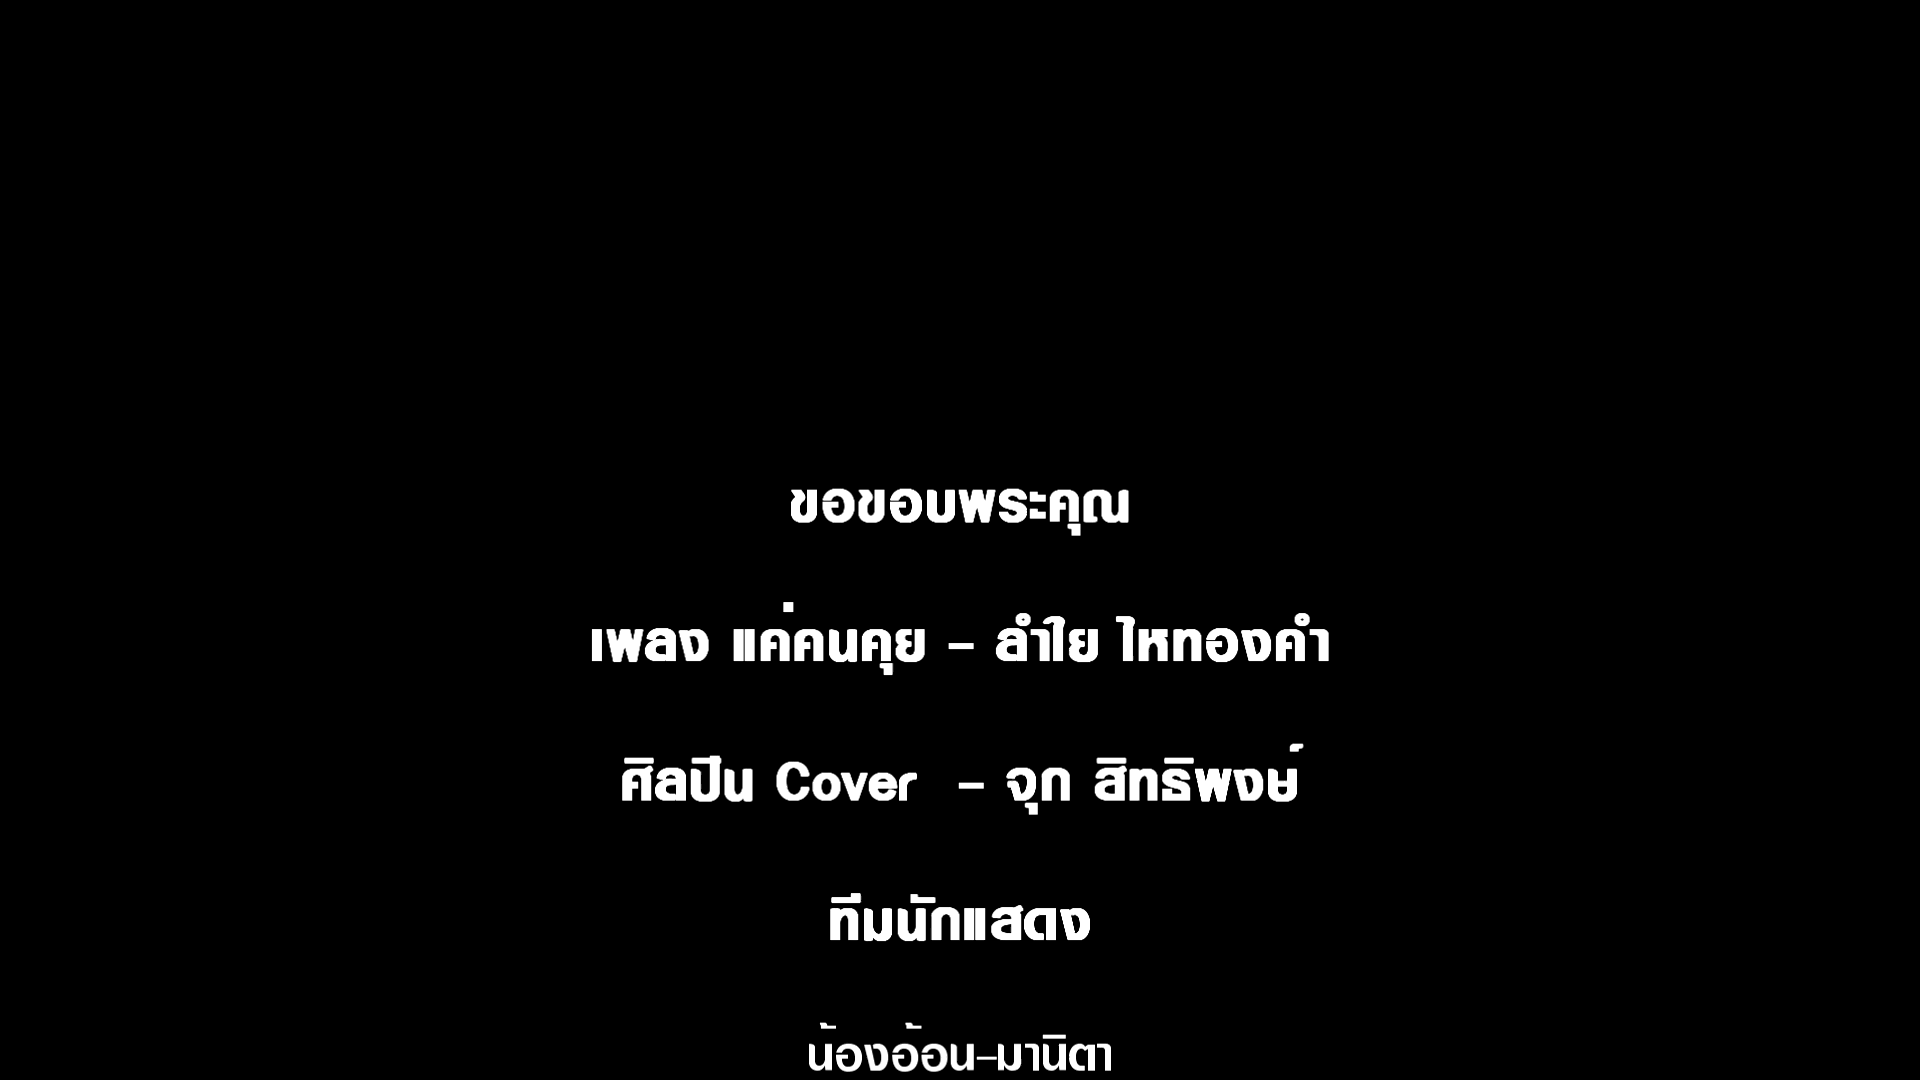 ขอขอบพระคุณ
เพลง แค่คนคุย - ลำใย ไหทองคำ
ศิลปิน Cover - จุก สิทธิพงษ์
ทีมนักแสดง
น้องอ้อน-มานิตา